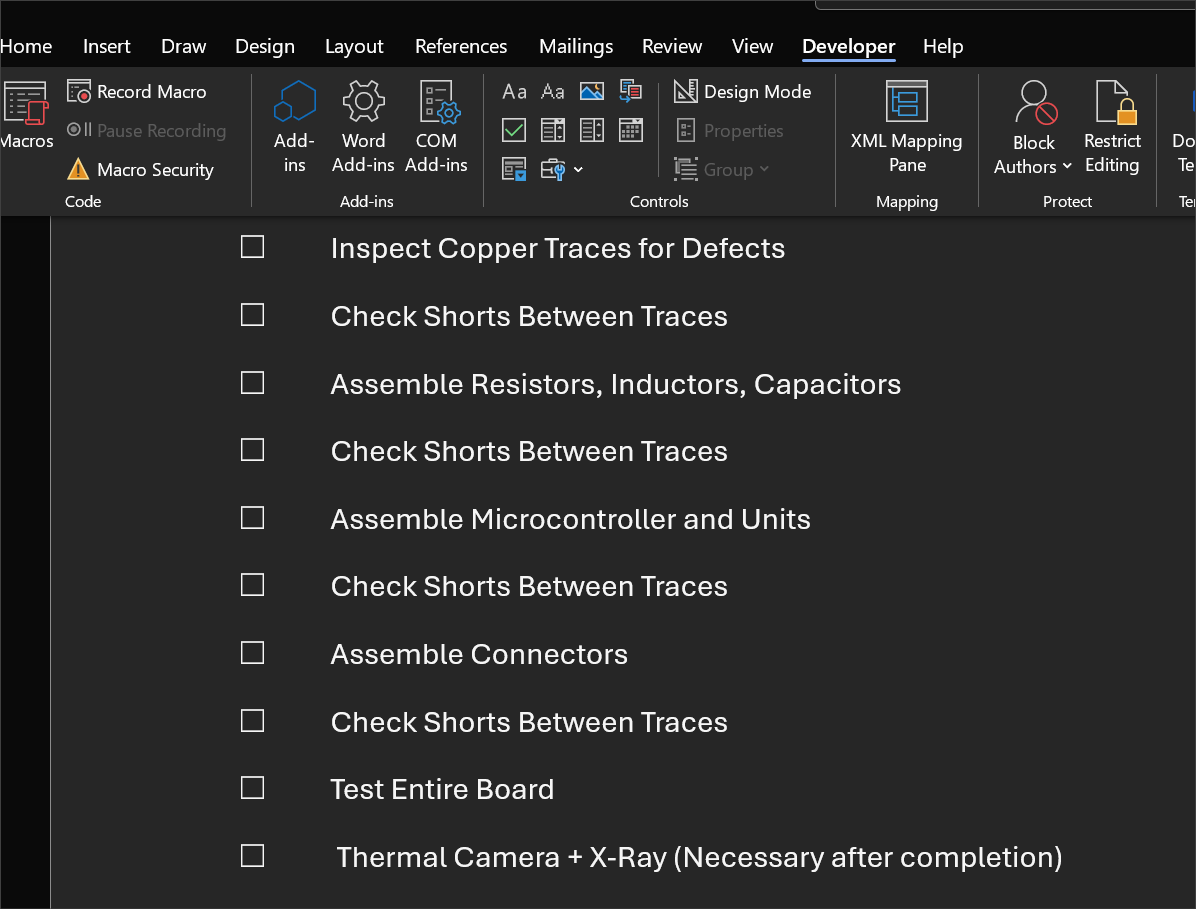 Home Insert Draw Design Layout References Mailings Review View Developer Help
Macros
Record Macro
Pause Recording
Macro Security
Code
Add-
ins
Word
Add-ins
COM
Add-ins
Add-ins
Aa Aa
Design Mode
Properties
Group
Controls
XML Mapping
Pane
Mapping
Block
Authors
Restrict
Editing
Protect
Inspect Copper Traces for Defects
Check Shorts Between Traces
Assemble Resistors, Inductors, Capacitors
Check Shorts Between Traces
Assemble Microcontroller and Units
Check Shorts Between Traces
Assemble Connectors
Check Shorts Between Traces
Test Entire Board
Thermal Camera + X-Ray (Necessary after completion)